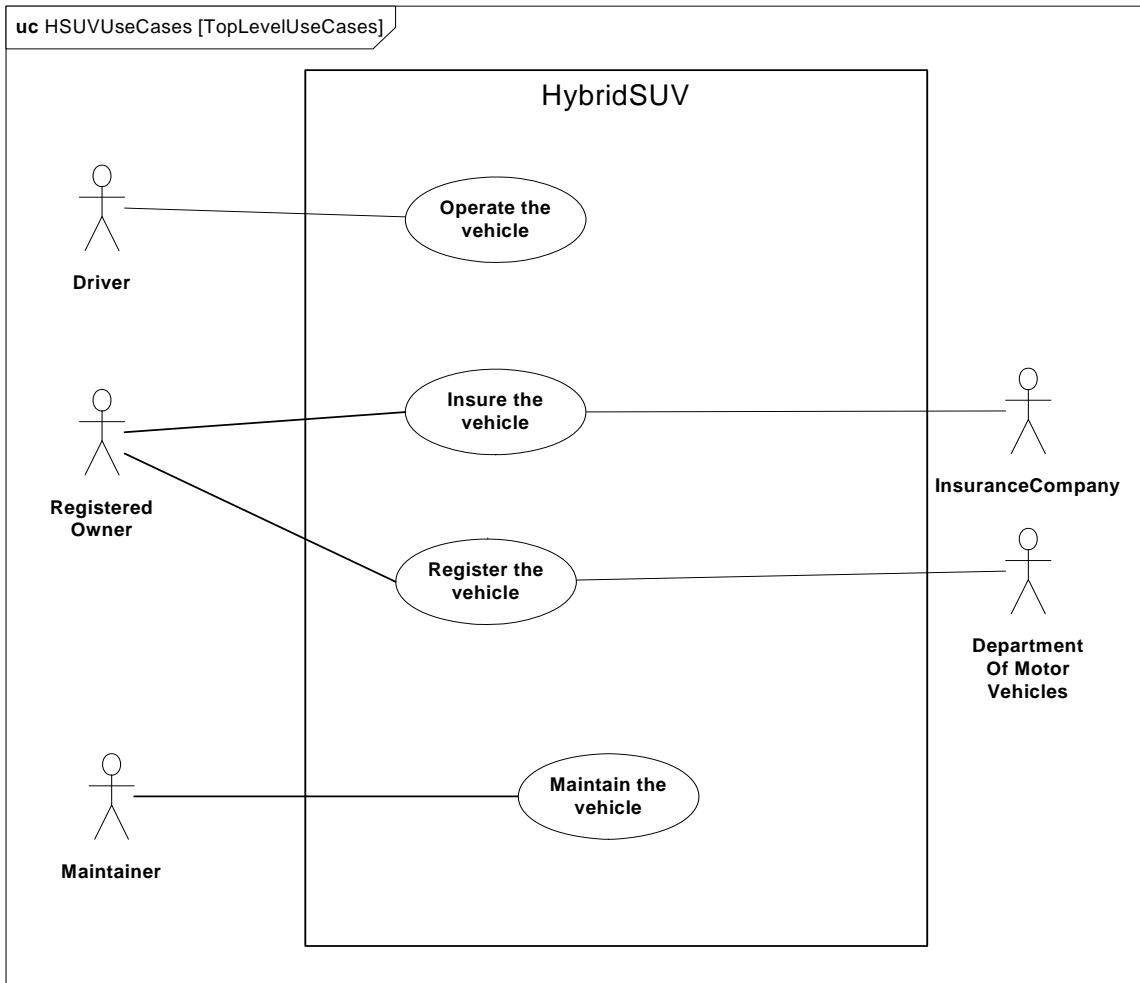 uc HSUVUseCases [TopLevelUseCases]
HybridSUV
Operate the
vehicle
Driver
Insure the
vehicle
Registered
Owner
InsuranceCompany
Register the
vehicle
Department
Of Motor
Vehicles
Maintain the
vehicle
Maintainer